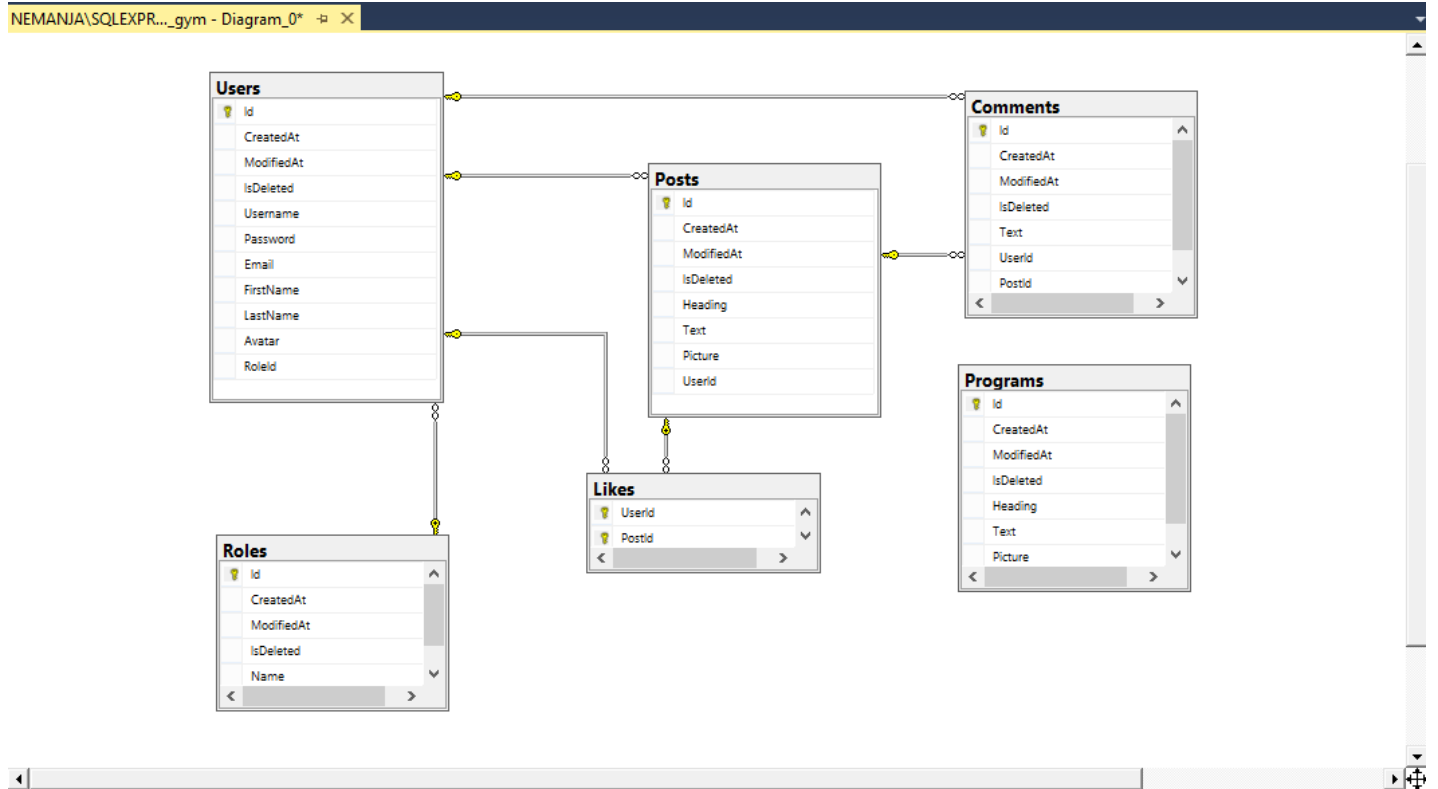 NEMANJA\SQLEXPR..._gym - Diagram_0*
Users
Id
CreatedAt
ModifiedAt
IsDeleted
Username
Password
Email
FirstName
LastName
Avatar
RoleId
Posts
Id
CreatedAt
ModifiedAt
IsDeleted
Heading
Text
Picture
UserId
Comments
Id
CreatedAt
ModifiedAt
IsDeleted
Text
UserId
PostId
Programs
Id
CreatedAt
ModifiedAt
IsDeleted
Heading
Text
Picture
Likes
UserId
PostId
Roles
Id
CreatedAt
ModifiedAt
IsDeleted
Name